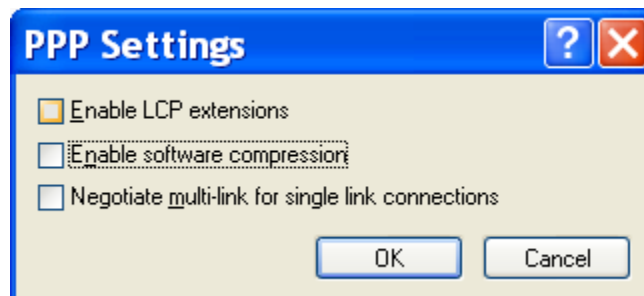 PPP Settings
?
Enable LCP extensions
Enable software compression
Negotiate multi-link for single link connections
OK Cancel